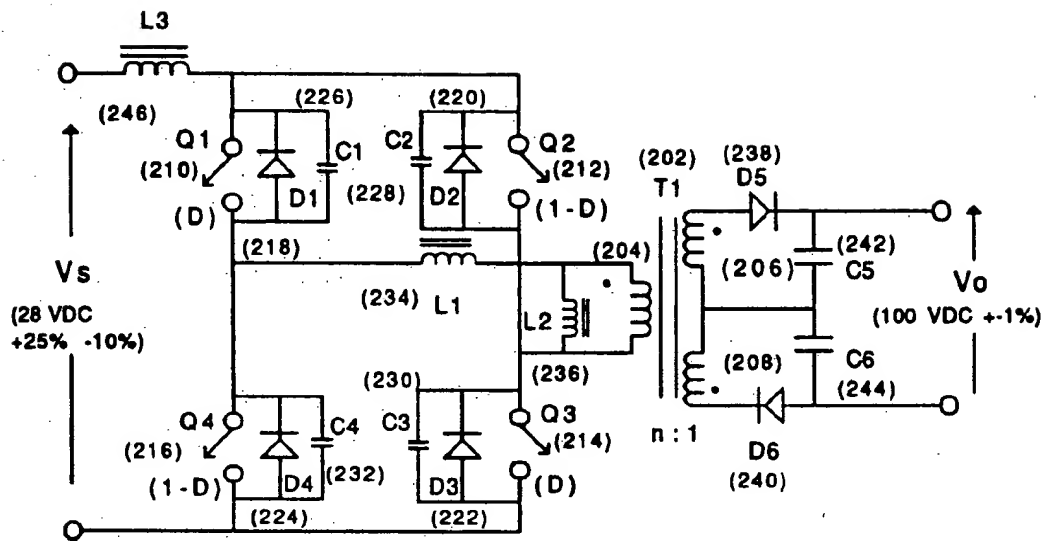 L3
(246)
(226)
(220)
Q1
C1
C2
Q2
(210)
(228)
(212)
(202)
(238)
D1
D2
T1
D5
(D)
(1-D)
(218)
(204)
(242)
(206)
C5
Vs
(234)
L1
L2
Vo
(28 VDC
+25% -10%)
(100 VDC +-1%)
(236)
(208)
C6
(230)
(244)
Q4
C4
C3
Q3
(216)
(232)
(214)
n : 1
D6
(1-D)
D4
D3
(D)
(240)
(224)
(222)